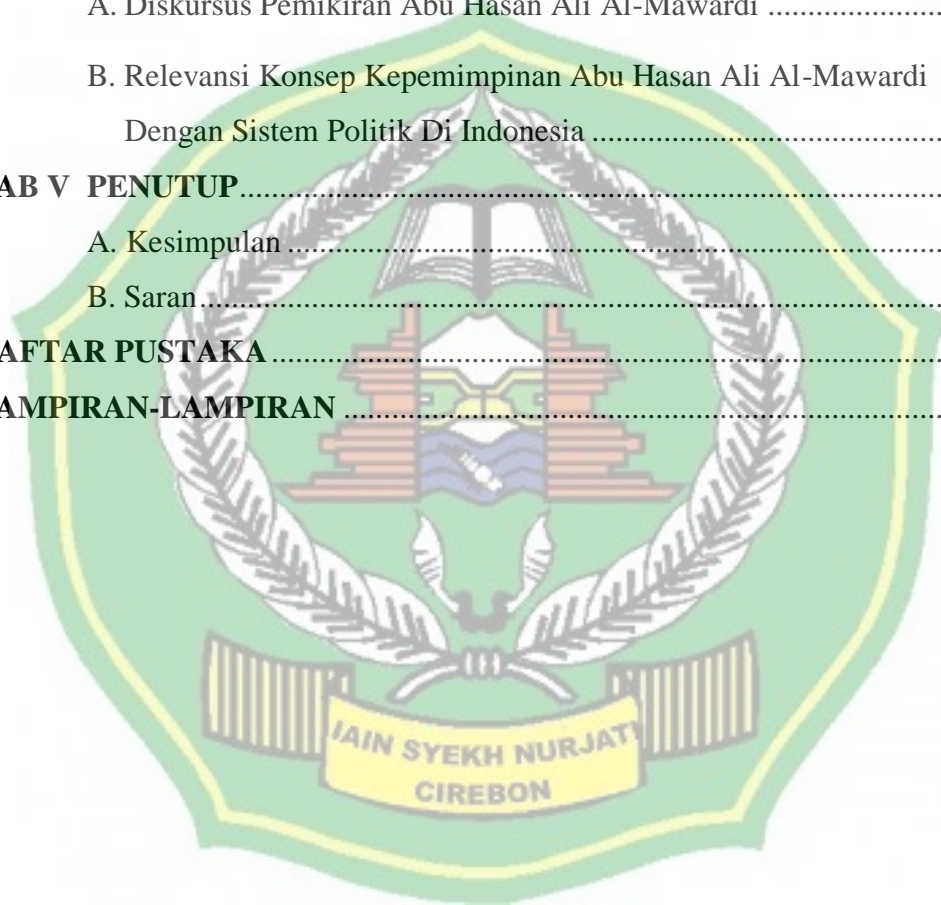 A. Diskursus Pemikiran Abu Hasan Ali Al-Mawardi ......................
B. Relevansi Konsep Kepemimpinan Abu Hasan Ali Al-Mawardi
Dengan Sistem Politik Di Indonesia .............................................
AB V PENUTUP.........................................................................................
A. Kesimpulan ...................................................................................
B. Saran..............................................................................................
AFTAR PUSTAKA.....................................................................................
AMPIRAN-LAMPIRAN ............................................................................
IAIN SYEKH NURJATI
CIREBON